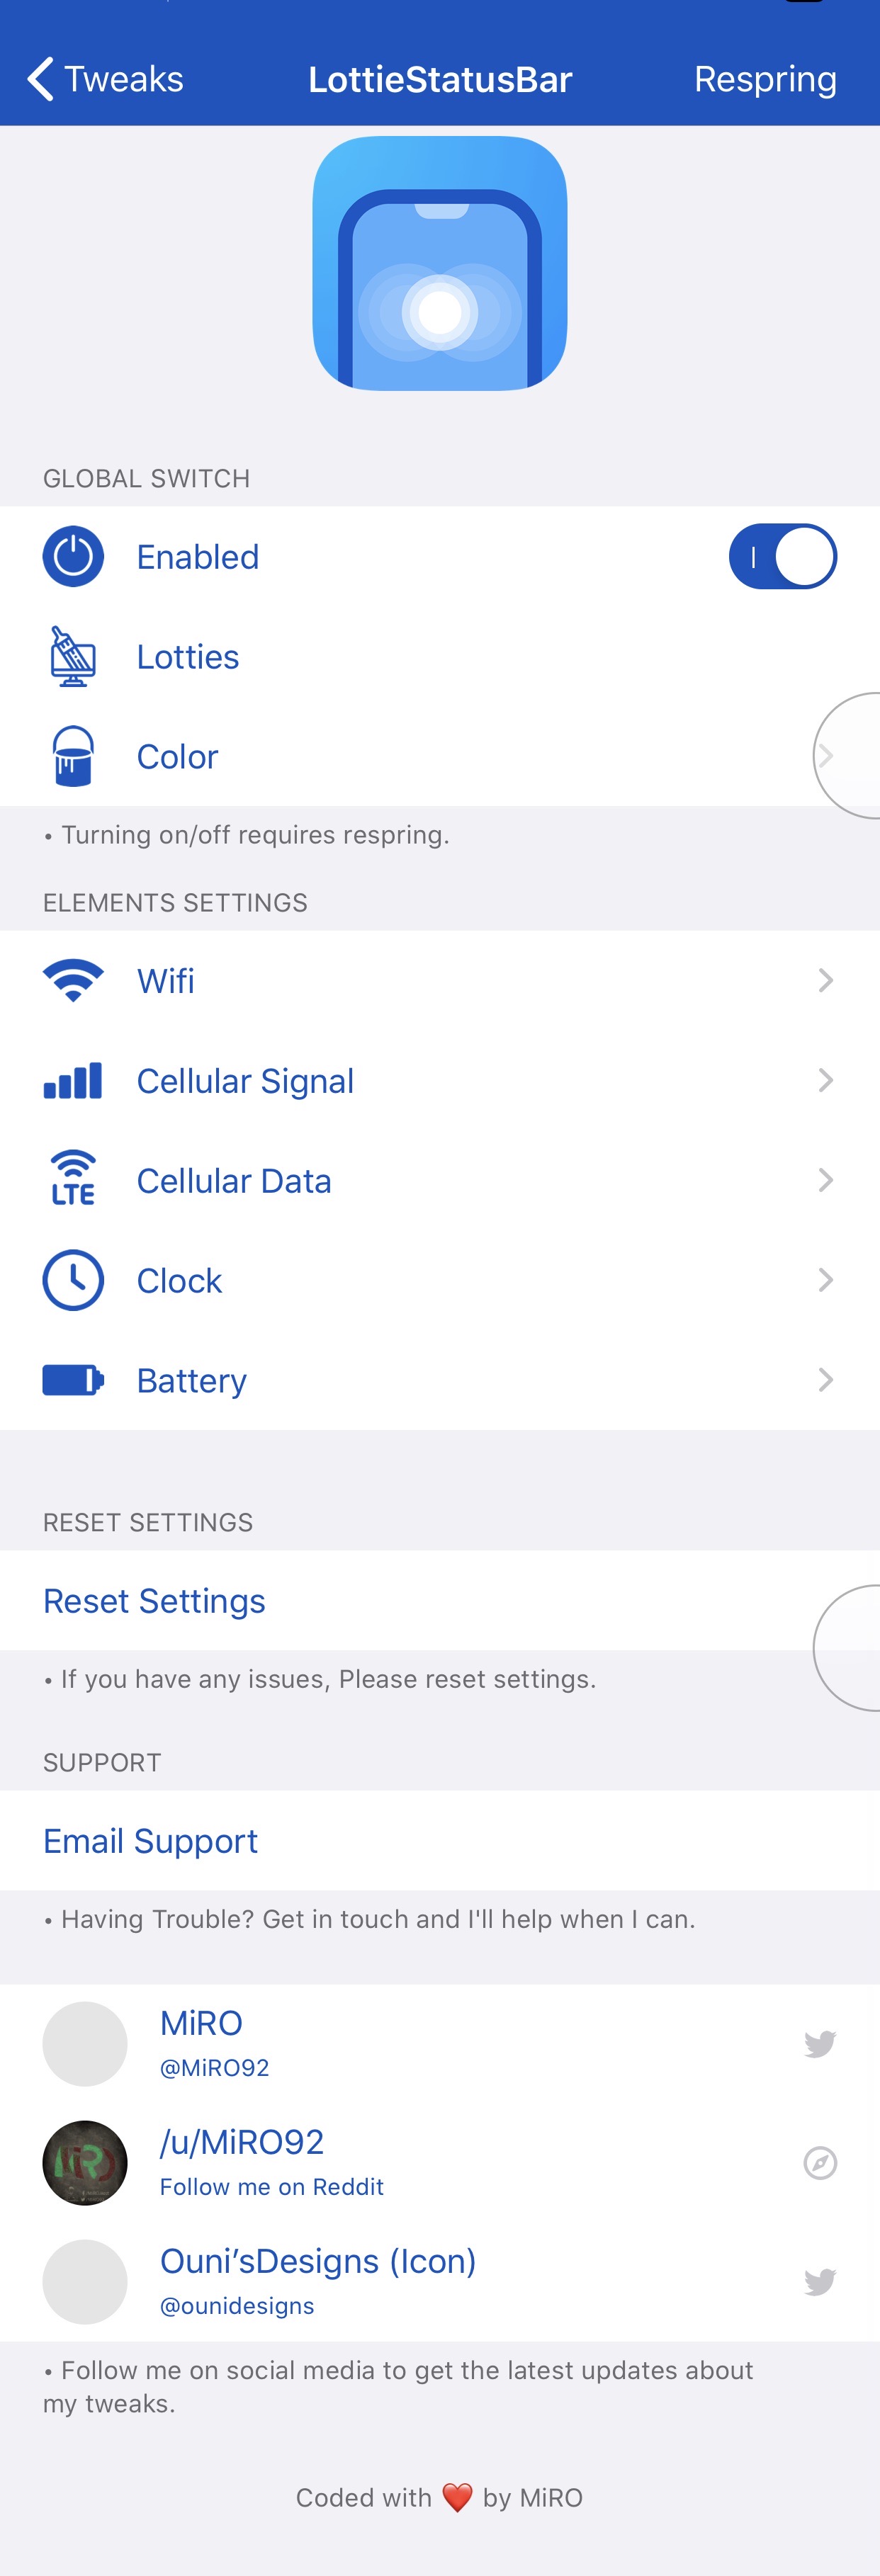 Tweaks LottieStatusBar Respring
GLOBAL SWITCH
Enabled
Lotties
Color
• Turning on/off requires respring.
ELEMENTS SETTINGS
Wifi
Cellular Signal
LTE Cellular Data
Clock
Battery
RESET SETTINGS
Reset Settings
• If you have any issues, Please reset settings.
SUPPORT
Email Support
• Having Trouble? Get in touch and I'll help when I can.
MiRO
@MiRO92
/u/MiRO92
Follow me on Reddit
Ouni’sDesigns (Icon)
@ounidesigns
• Follow me on social media to get the latest updates about
my tweaks.
Coded with ❤️ by MiRO